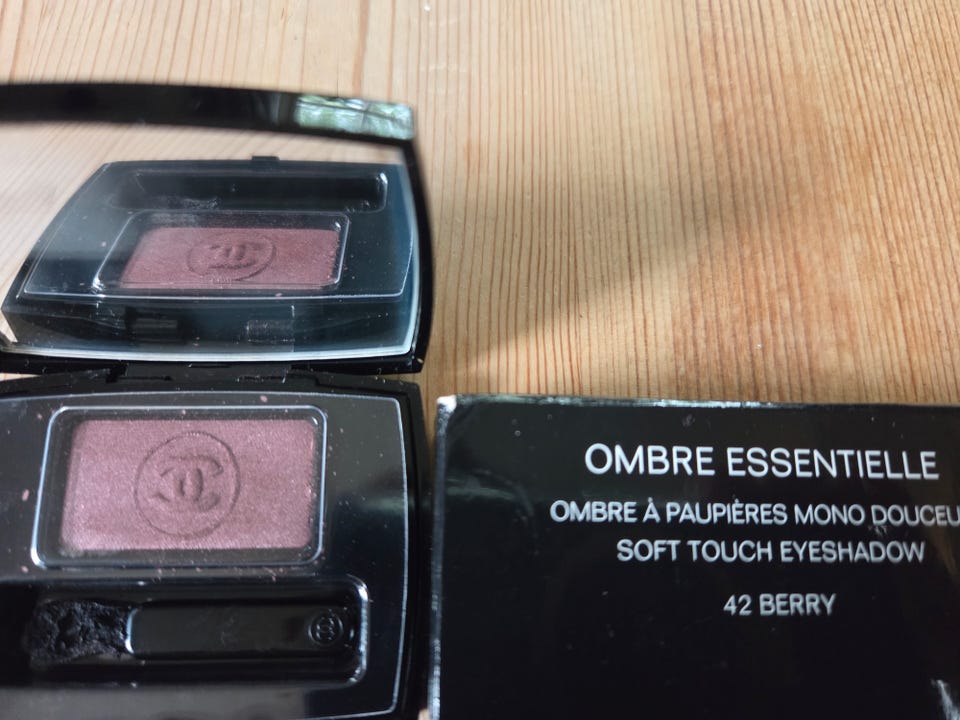 OMBRE ESSENTIELLE
OMBRE À PAUPIÈRES MONO DOUCEU
SOFT TOUCH EYESHADOW
42 BERRY